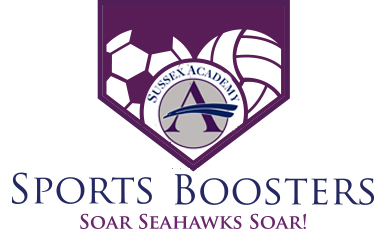 SUSSEX ACADEMY
A
SPORTS BOOSTERS
SOAR SEAHAWKS SOAR!